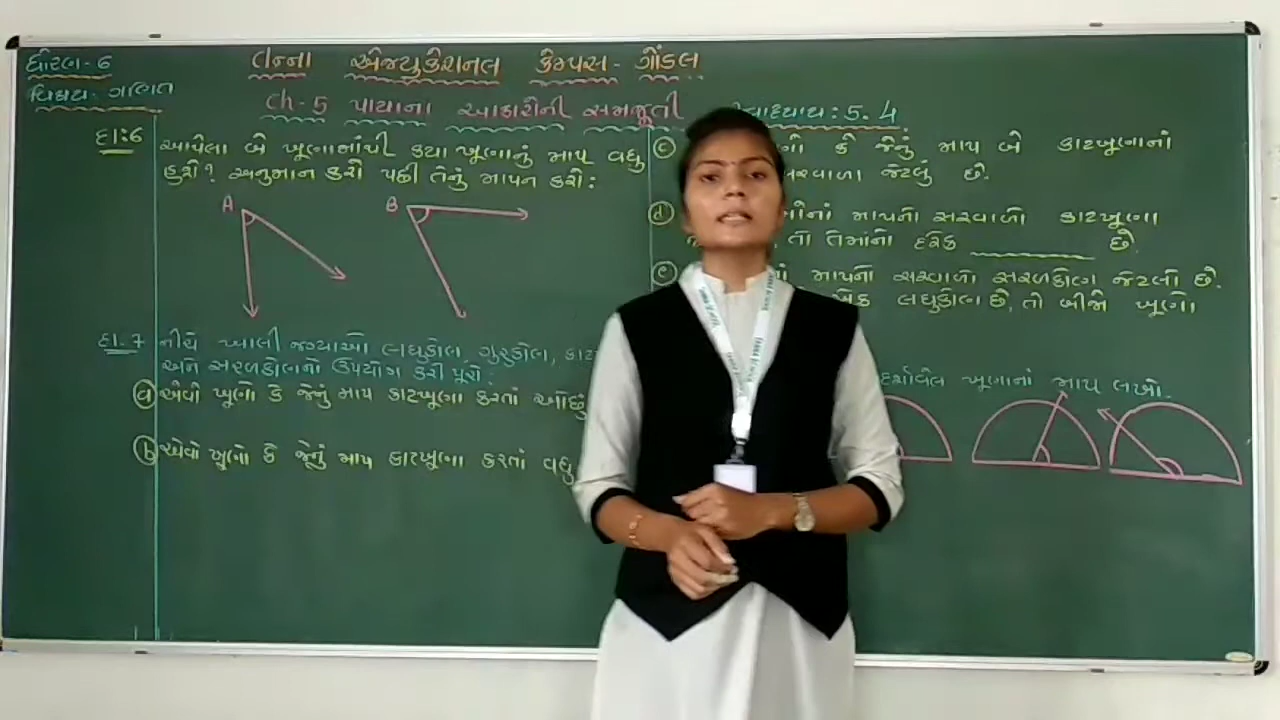 ધોરણ-6
વિષય- ગણિત
તન્ના એજ્યુકેશનલ કેમ્પસ- ગોંડલ
Ch-5 પાયાના આકારોની સમજૂતી
સ્વાધ્યાય: 5.4
દા:6
આપેલા બે ખૂણામાંથી કયા ખૂણાનું માપ વધુ
હશે? અનુમાન કરો પછી તેનું માપન કરો:
A
B
દા-7 નીચે ખાલી જગ્યાઓ લઘુકોણ, ગુરુકોણ,
અને સરળકોણનો ઉપયોગ કરી પૂરો:
(a) એવો ખૂણો કે જેનું માપ કાટખૂણા કરતાં ઓછું
(b) એવો ખૂણો કે જેનું માપ કાટખૂણા કરતાં વધુ
(c) કે જેનું માપ બે કાટખૂણાનાં
સરવાળા જેટલું છે.
(d) માપનો સરવાળો કાટખૂણા
તો તેમાંનો દરેક ________ છે
(e) માપનો સરવાળો સરળકોણ જેટલો છે.
લઘુકોણ છે, તો બીજો ખૂણો
દર્શાવેલ ખૂણાનાં માપ લખો.